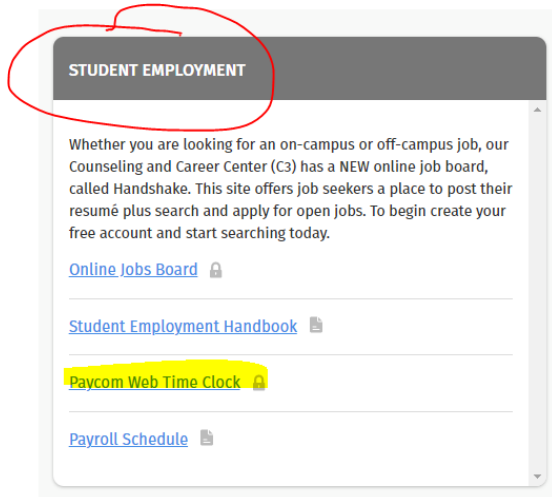 STUDENT EMPLOYMENT
Whether you are looking for an on-campus or off-campus job, our
Counseling and Career Center (C3) has a NEW online job board,
called Handshake. This site offers job seekers a place to post their
resumé plus search and apply for open jobs. To begin create your
free account and start searching today.
Online Jobs Board
Student Employment Handbook
Paycom Web Time Clock
Payroll Schedule